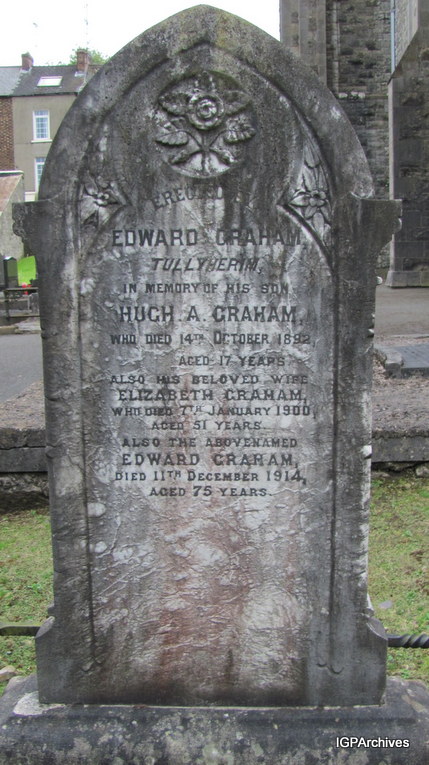 ERECTED BY
EDWARD GRAHAM,
TULLYHERIM,
IN MEMORY OF HIS SON
HUGH A. GRAHAM,
WHO DIED 14TH OCTOBER 1892,
AGED 17 YEARS
ALSO HIS BELOVED WIFE
ELIZABETH GRAHAM,
WHO DIED 7TH JANUARY 1900,
AGED 51 YEARS.
ALSO THE ABOVENAMED
EDWARD GRAHAM,
DIED 11TH DECEMBER 1914,
AGED 75 YEARS.
IGPArchives